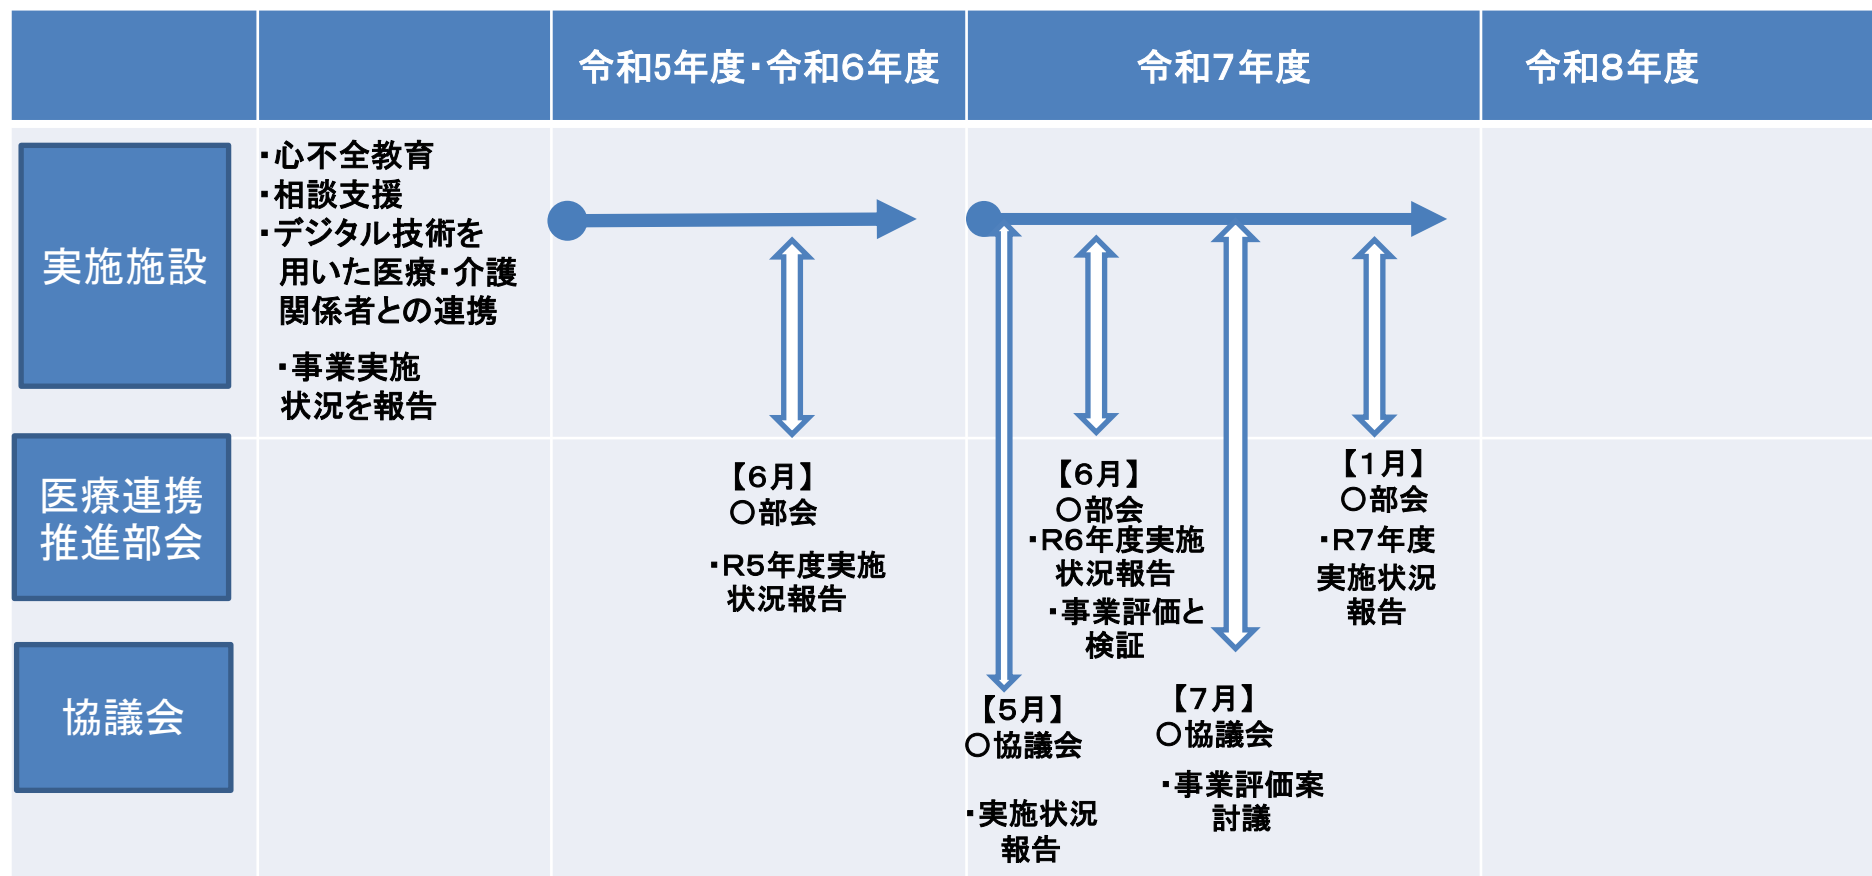 令和5年度・令和６年度
令和７年度
令和８年度
実施施設
・心不全教育
・相談支援
・デジタル技術を
用いた医療・介護
関係者との連携
・事業実施
状況を報告
医療連携
推進部会
【６月】
〇部会
・R５年度実施
状況報告
【６月】
〇部会
・R６年度実施
状況報告
・事業評価と
検証
【１月】
〇部会
・R７年度
実施状況
報告
協議会
【５月】
〇協議会
・実施状況
報告
【７月】
〇協議会
・事業評価案
討議